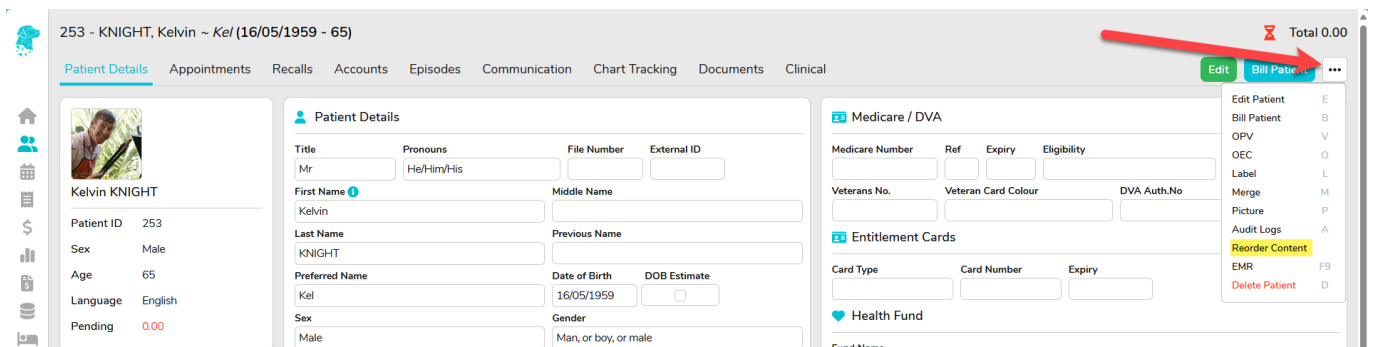 253 - KNIGHT, Kelvin ~ Kel (16/05/1959 - 65)
Total 0.00
Patient Details Appointments Recalls Accounts Episodes Communication Chart Tracking Documents Clinical
Edit Bill Patient •••
Kelvin KNIGHT
Patient ID 253
Sex Male
Age 65
Language English
Pending 0.00
Patient Details
Title Pronouns File Number External ID
Mr He/Him/His
First Name Middle Name
Kelvin
Last Name Previous Name
KNIGHT
Preferred Name Date of Birth DOB Estimate
Kel 16/05/1959
Sex Gender
Male Man, or boy, or male
Medicare / DVA
Medicare Number Ref Expiry Eligibility
Veterans No. Veteran Card Colour DVA Auth.No
Entitlement Cards
Card Type Card Number Expiry
Health Fund
Fund Name
Edit Patient E
Bill Patient B
OPV V
OEC O
Label L
Merge M
Picture P
Audit Logs A
Reorder Content
EMR F9
Delete Patient D